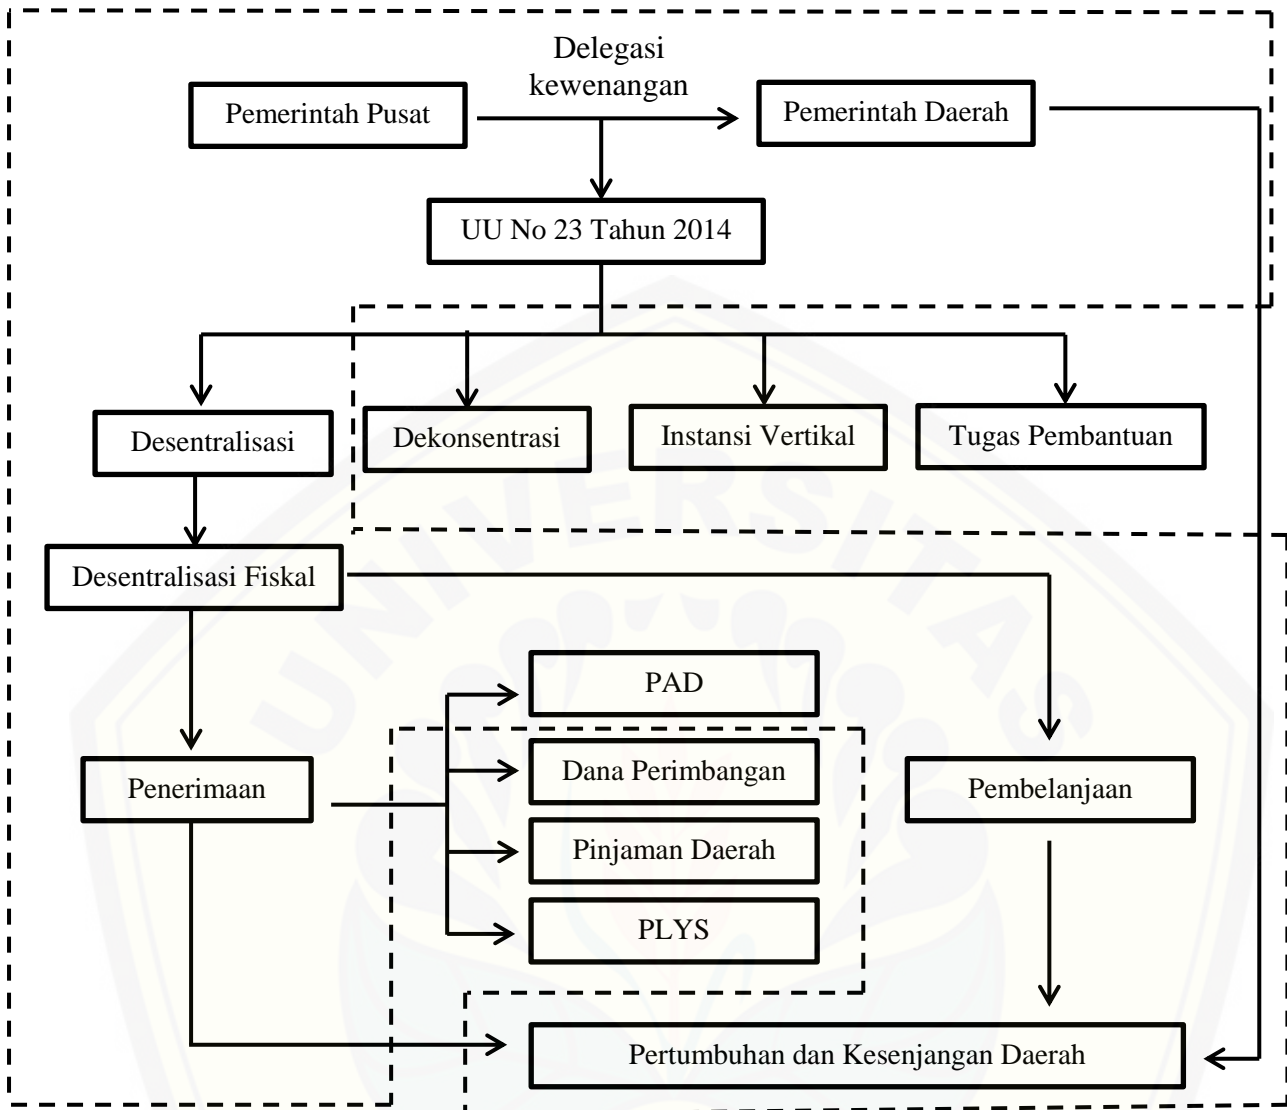 Delegasi
kewenangan
Pemerintah Pusat
Pemerintah Daerah
UU No 23 Tahun 2014
Desentralisasi
Dekonsentrasi
Instansi Vertikal
Tugas Pembantuan
UNIVERSITAS
Desentralisasi Fiskal
PAD
Penerimaan
Dana Perimbangan
Pembelanjaan
Pinjaman Daerah
PLYS
Pertumbuhan dan Kesenjangan Daerah